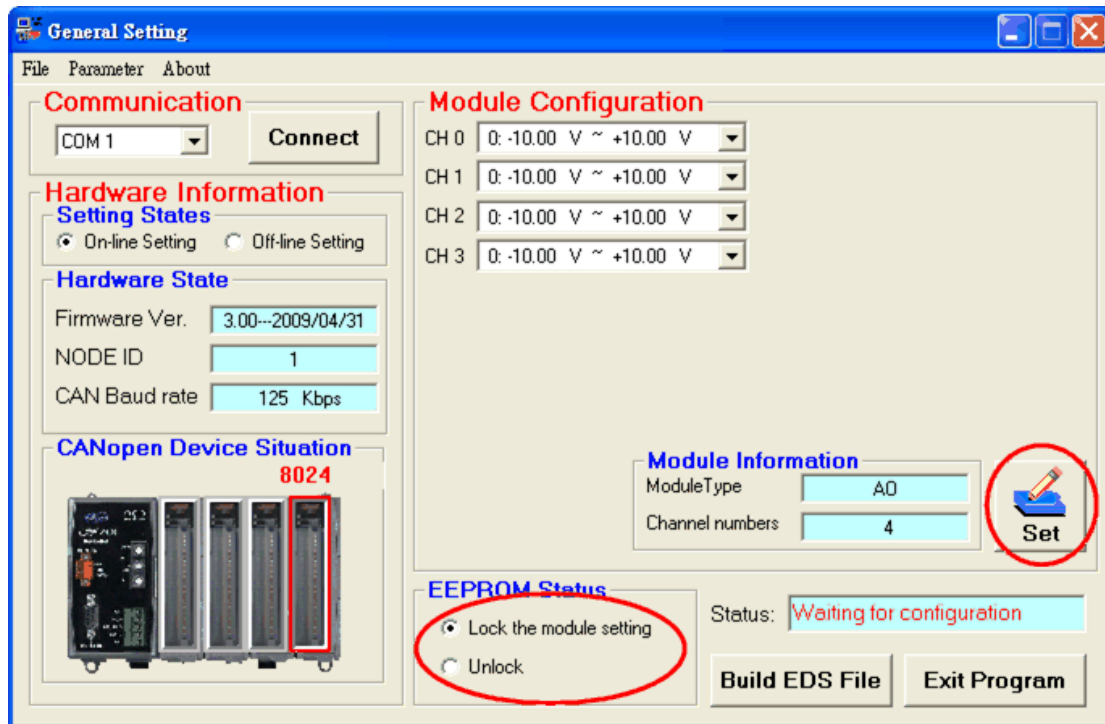 General Setting
File Parameter About
Communication
COM 1
Connect
Hardware Information
Setting States
On-line Setting
Off-line Setting
Hardware State
Firmware Ver.
3.00---2009/04/31
NODE ID
1
CAN Baud rate
125 Kbps
CANopen Device Situation
8024
Module Configuration
CH 0
0: -10.00 V ~ +10.00 V
CH 1
0: -10.00 V ~ +10.00 V
CH 2
0: -10.00 V ~ +10.00 V
CH 3
0: -10.00 V ~ +10.00 V
Module Information
ModuleType
AO
Channel numbers
4
Set
EEPROM Status
Lock the module setting
Unlock
Status:
Waiting for configuration
Build EDS File
Exit Program